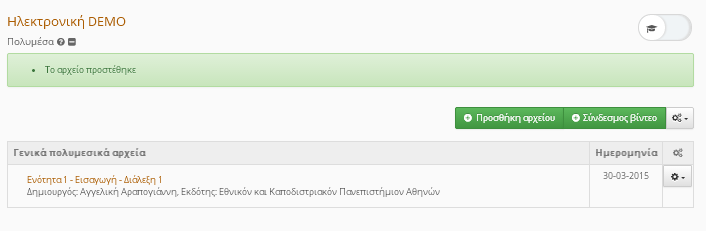 Ηλεκτρονική DEMO
Πολυμέσα
Το αρχείο προστέθηκε
Προσθήκη αρχείου Σύνδεσμος βίντεο
Γενικά πολυμεσικά αρχεία Ημερομηνία
Ενότητα 1 - Εισαγωγή - Διάλεξη 1 30-03-2015
Δημιουργός: Αγγελική Αραπογιάννη, Εκδότης: Εθνικόν και Καποδιστριακόν Πανεπιστήμιον Αθηνών